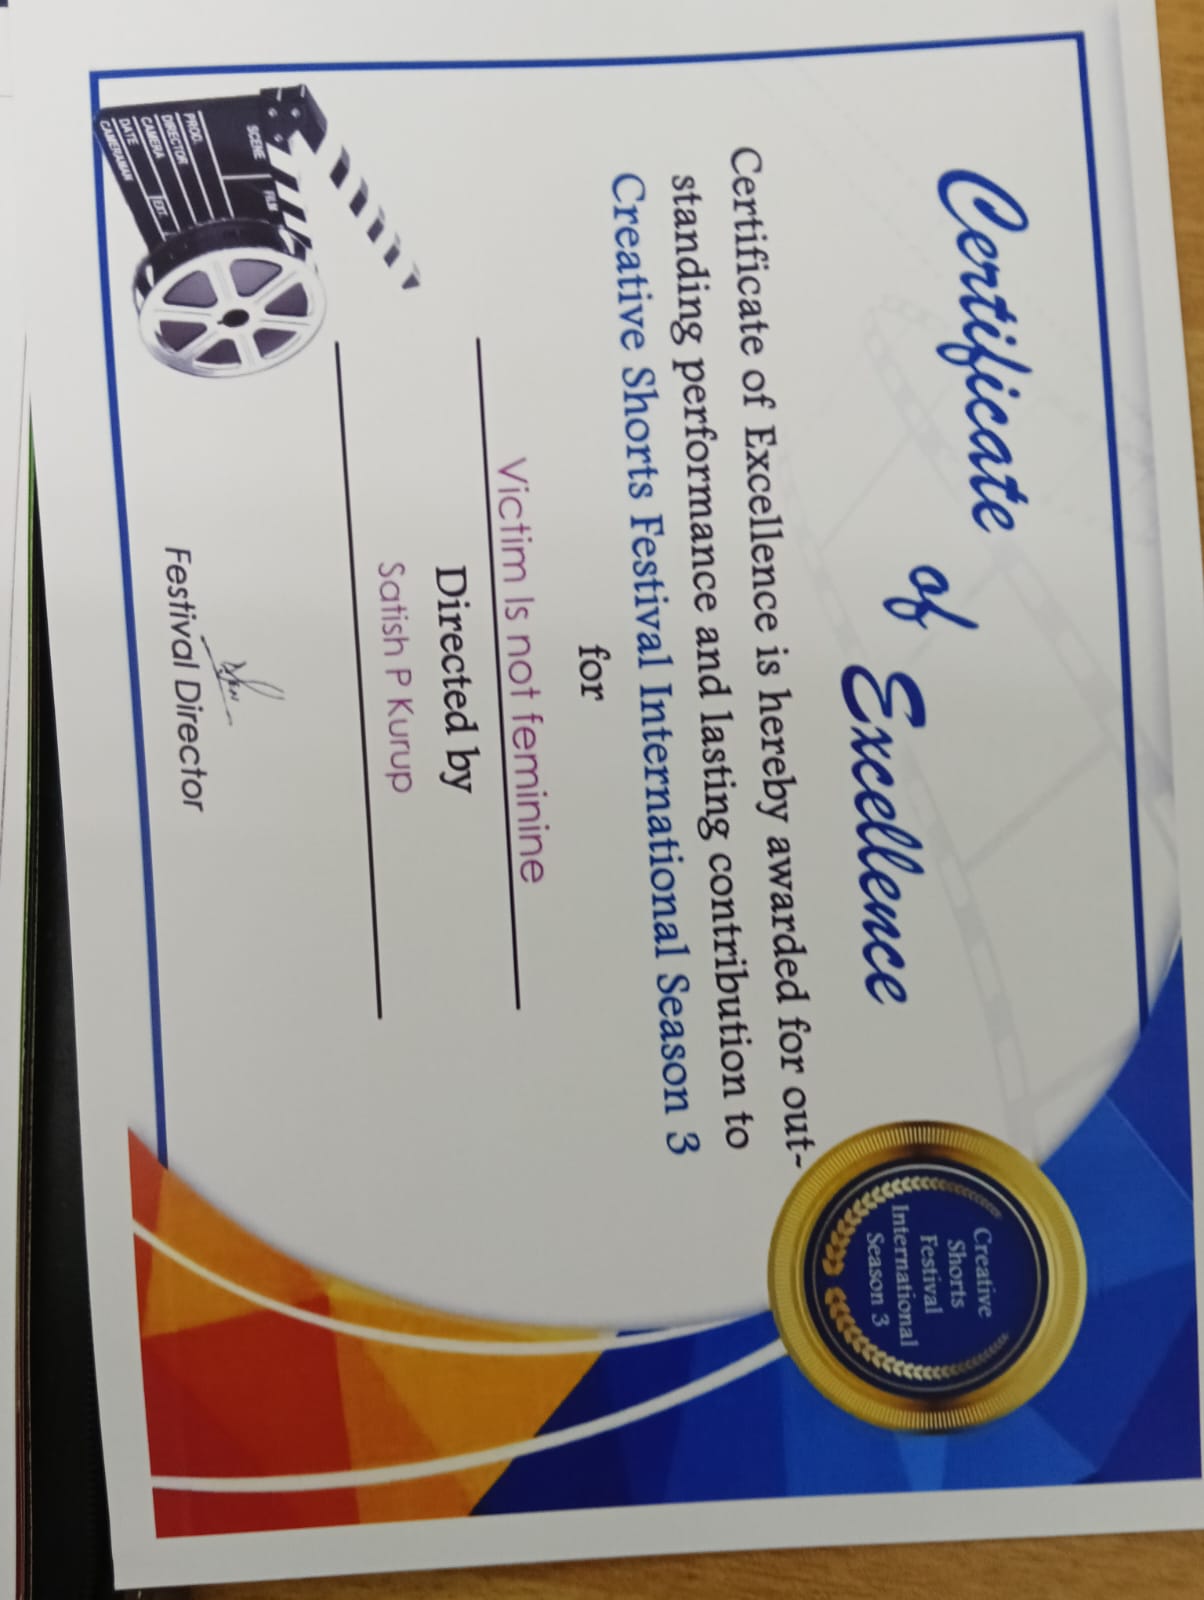 Certificate of Excellence
Certificate of Excellence is hereby awarded for out-
standing performance and lasting contribution to
Creative Shorts Festival International Season 3
for
Victim Is not feminine
Directed by
Satish P Kurup
Festival Director
Creative
Shorts
Festival
International
Season 3
SCENE FILM
PROD.
DIRECTOR
CAMERA
DATE EXT.
CAMERAMAN